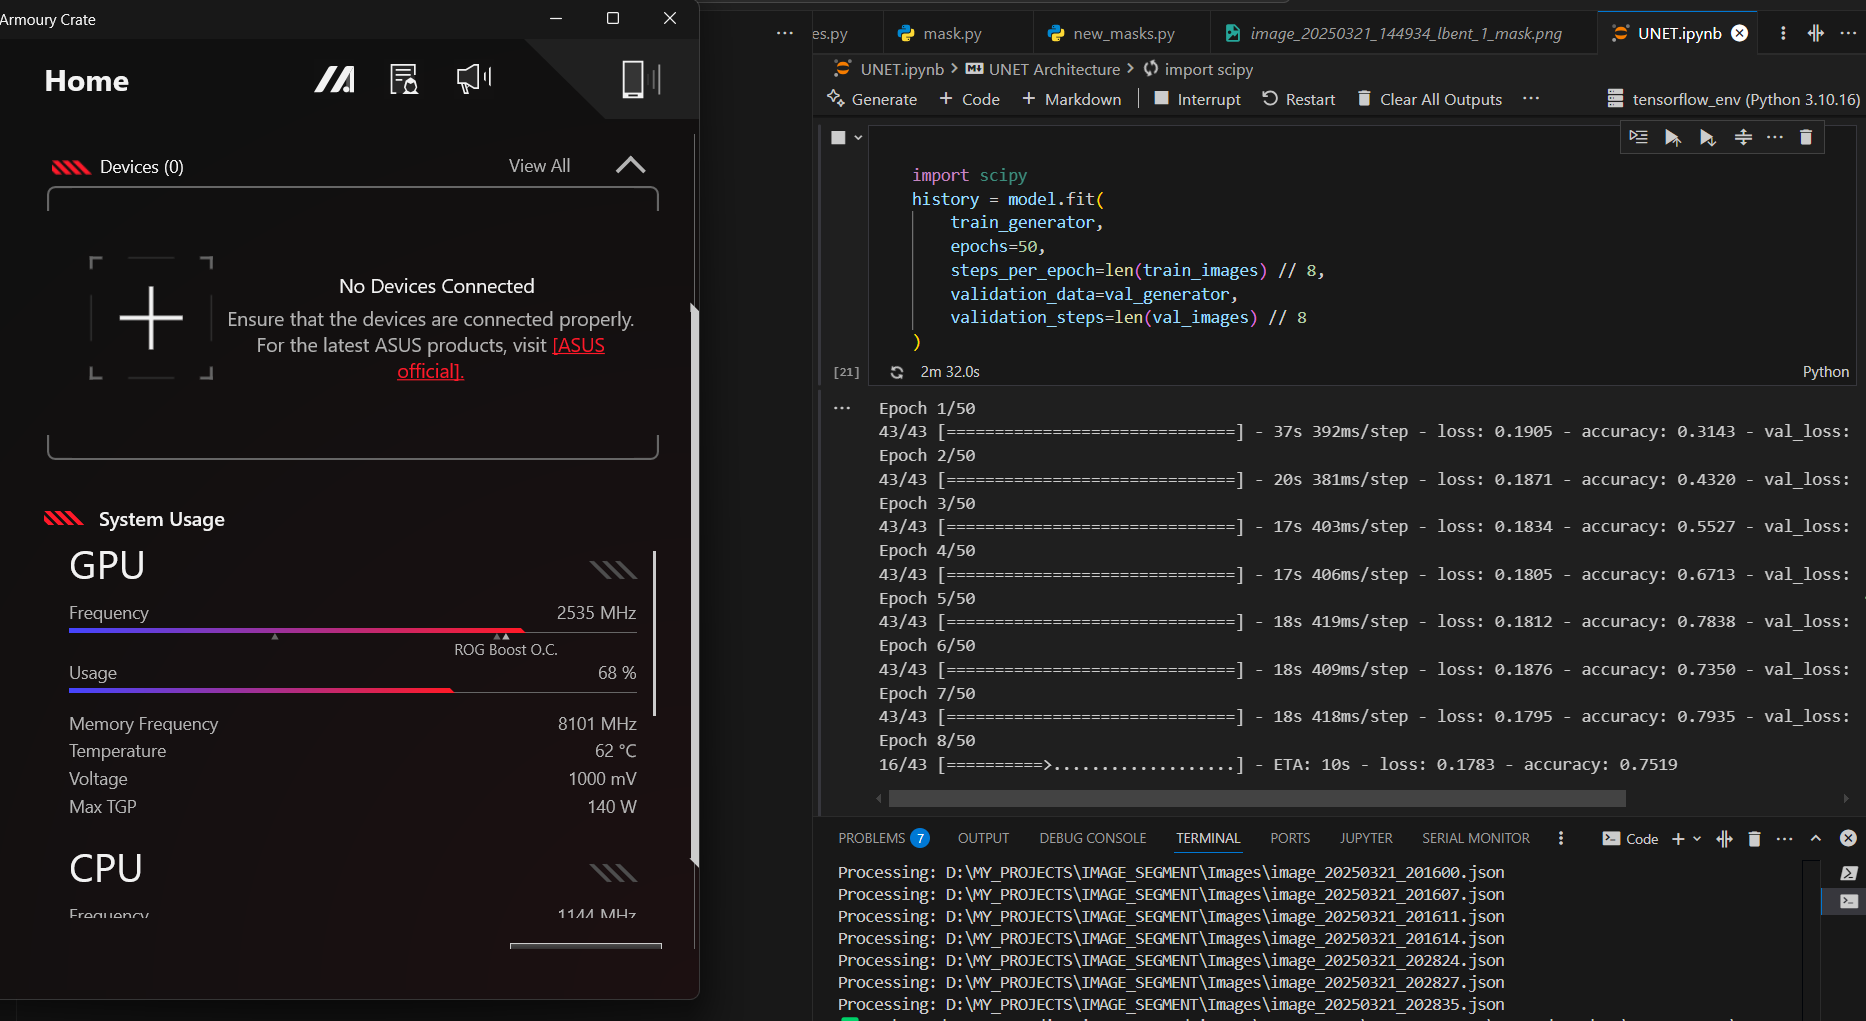 Armoury Crate
Home
Devices (0)
View All
No Devices Connected
Ensure that the devices are connected properly.
For the latest ASUS products, visit [ASUS
official].
System Usage
GPU
Frequency
2535 MHz
ROG Boost O.C.
Usage
68 %
Memory Frequency
8101 MHz
Temperature
62 °C
Voltage
1000 mV
Max TGP
140 W
CPU
Frequency
1144 MHz
es.py
mask.py
new_masks.py
image_20250321_144934_lbent_1_mask.png
UNET.ipynb
UNET.ipynb > UNET Architecture > import scipy
Generate + Code + Markdown | Interrupt Restart Clear All Outputs ...
tensorflow_env (Python 3.10.16)
import scipy
history = model.fit(
train_generator,
epochs=50,
steps_per_epoch=len(train_images) // 8,
validation_data=val_generator,
validation_steps=len(val_images) // 8
)
[21]
2m 32.0s
Python
Epoch 1/50
43/43 [==============================] - 37s 392ms/step - loss: 0.1905 - accuracy: 0.3143 - val_loss:
Epoch 2/50
43/43 [==============================] - 20s 381ms/step - loss: 0.1871 - accuracy: 0.4320 - val_loss:
Epoch 3/50
43/43 [==============================] - 17s 403ms/step - loss: 0.1834 - accuracy: 0.5527 - val_loss:
Epoch 4/50
43/43 [==============================] - 17s 406ms/step - loss: 0.1805 - accuracy: 0.6713 - val_loss:
Epoch 5/50
43/43 [==============================] - 18s 419ms/step - loss: 0.1812 - accuracy: 0.7838 - val_loss:
Epoch 6/50
43/43 [==============================] - 18s 409ms/step - loss: 0.1876 - accuracy: 0.7350 - val_loss:
Epoch 7/50
43/43 [==============================] - 18s 418ms/step - loss: 0.1795 - accuracy: 0.7935 - val_loss:
Epoch 8/50
16/43 [==========>...................] - ETA: 10s - loss: 0.1783 - accuracy: 0.7519
PROBLEMS 7
OUTPUT
DEBUG CONSOLE
TERMINAL
PORTS
JUPYTER
SERIAL MONITOR
Code
Processing: D:\MY_PROJECTS\IMAGE_SEGMENT\Images\image_20250321_201600.json
Processing: D:\MY_PROJECTS\IMAGE_SEGMENT\Images\image_20250321_201607.json
Processing: D:\MY_PROJECTS\IMAGE_SEGMENT\Images\image_20250321_201611.json
Processing: D:\MY_PROJECTS\IMAGE_SEGMENT\Images\image_20250321_201614.json
Processing: D:\MY_PROJECTS\IMAGE_SEGMENT\Images\image_20250321_202824.json
Processing: D:\MY_PROJECTS\IMAGE_SEGMENT\Images\image_20250321_202827.json
Processing: D:\MY_PROJECTS\IMAGE_SEGMENT\Images\image_20250321_202835.json